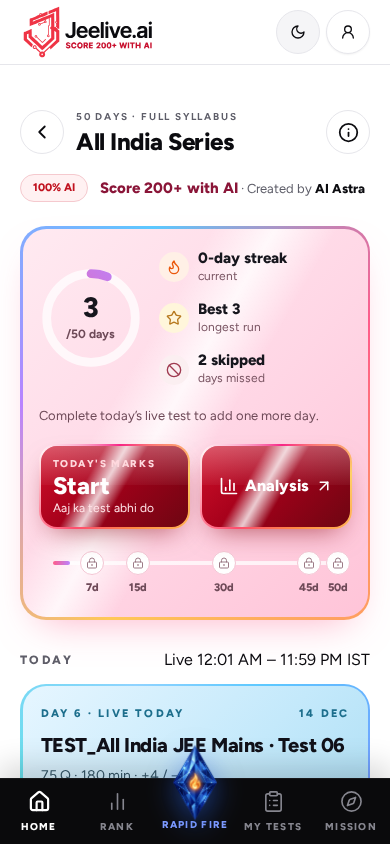 Jeelive.ai
SCORE 200+ WITH AI
50 DAYS · FULL SYLLABUS
All India Series
100% AI
Score 200+ with AI · Created by AI Astra
3
/50 days
0-day streak
current
Best 3
longest run
2 skipped
days missed
Complete today's live test to add one more day.
TODAY'S MARKS
Start
Aaj ka test abhi do
Analysis
7d
15d
30d
45d
50d
TODAY
Live 12:01 AM – 11:59 PM IST
DAY 6 · LIVE TODAY
14 DEC
TEST_All India JEE Mains · Test 06
75 Q · 180 min · +4 / −
HOME
RANK
RAPID FIRE
MY TESTS
MISSION